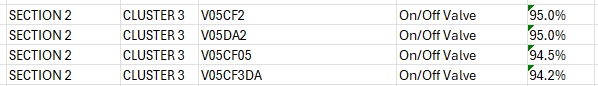 SECTION 2 CLUSTER 3 V05CF2 On/Off Valve 95.0%
SECTION 2 CLUSTER 3 V05DA2 On/Off Valve 95.0%
SECTION 2 CLUSTER 3 V05CF05 On/Off Valve 94.5%
SECTION 2 CLUSTER 3 V05CF3DA On/Off Valve 94.2%